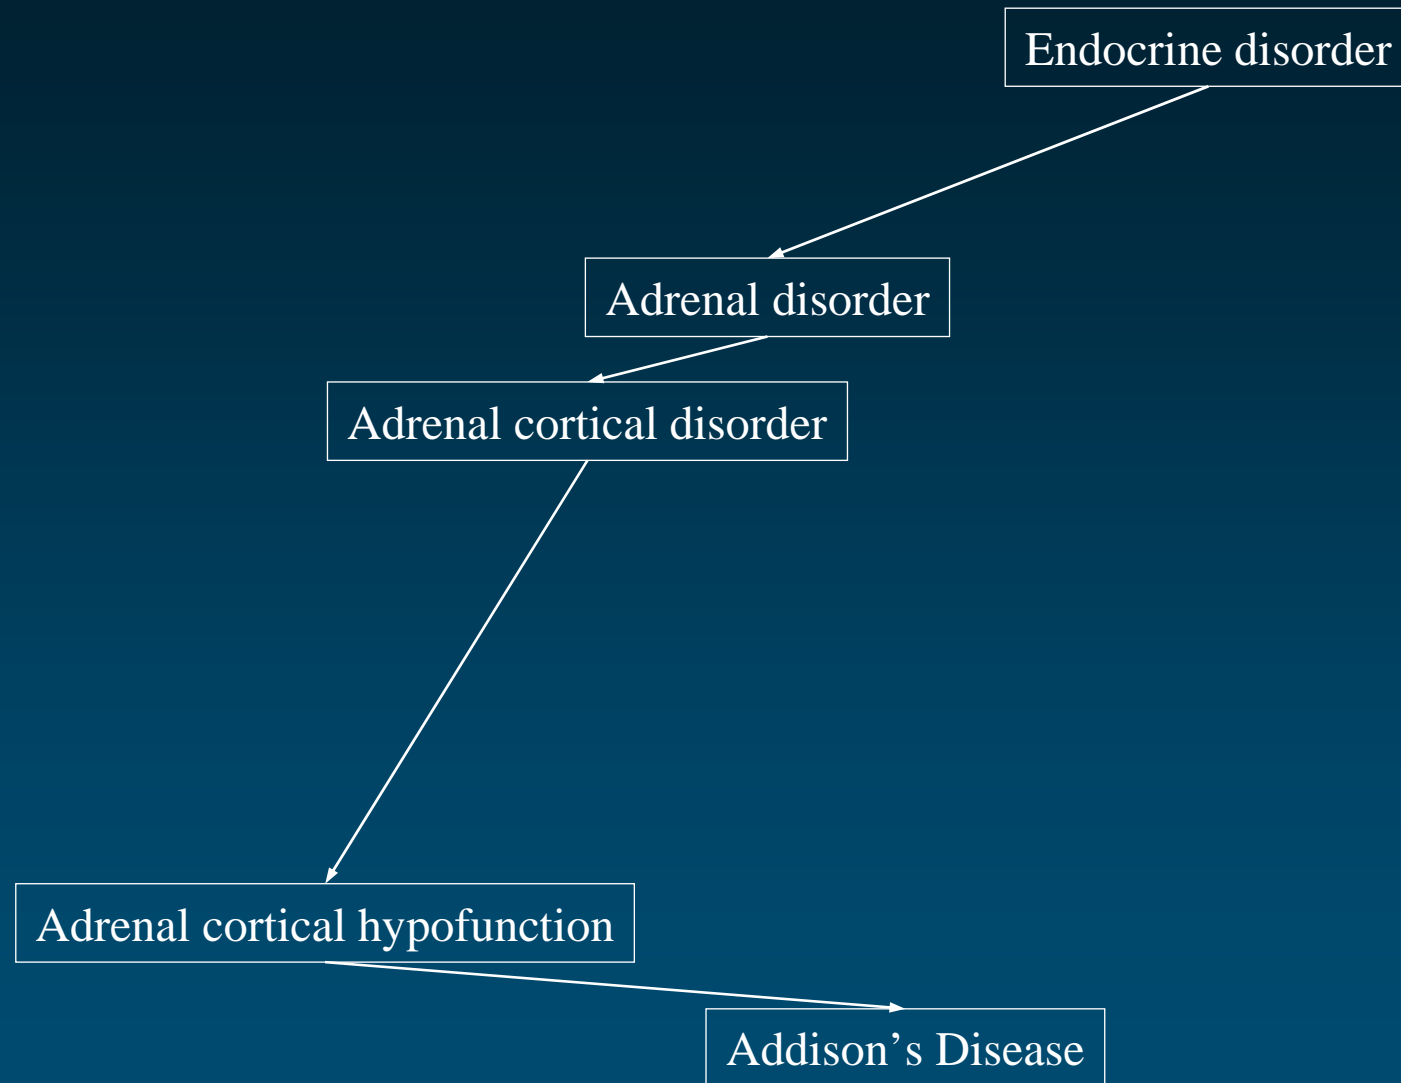 Endocrine disorder
Adrenal disorder
Adrenal cortical disorder
Adrenal cortical hypofunction
Addison’s Disease